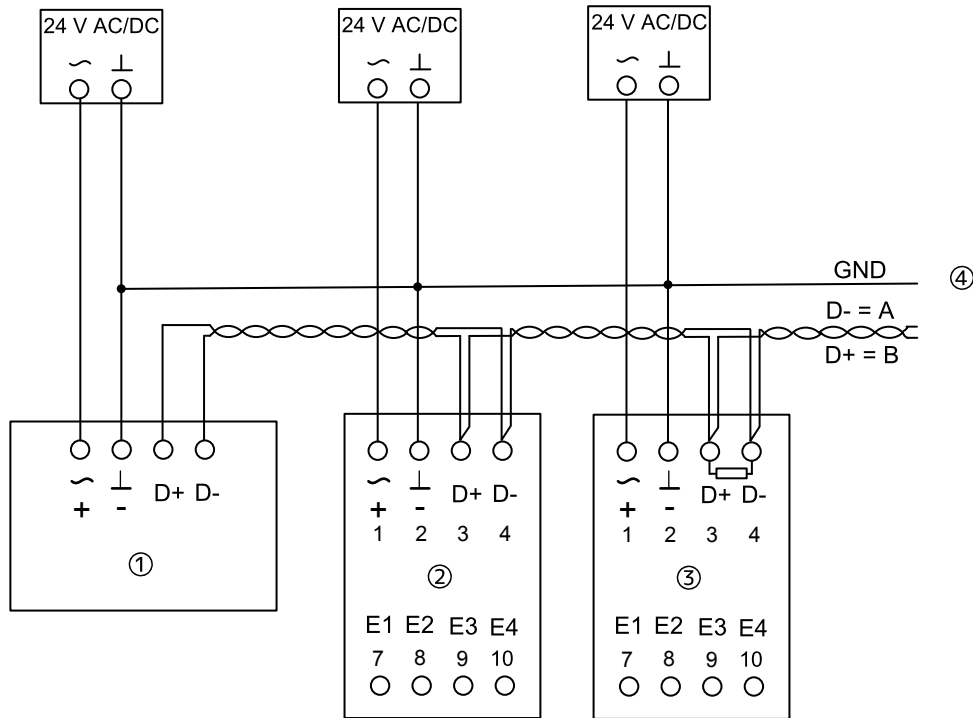 24 V AC/DC 24 V AC/DC 24 V AC/DC
~ ⊥ ~ ⊥ ~ ⊥
GND ④
D- = A
D+ = B
~ ⊥ D+ D- ~ ⊥ D+ D- ~ ⊥ D+ D-
+ - + - + -
1 2 3 4 1 2 3 4
① ② ③
E1 E2 E3 E4 E1 E2 E3 E4
7 8 9 10 7 8 9 10